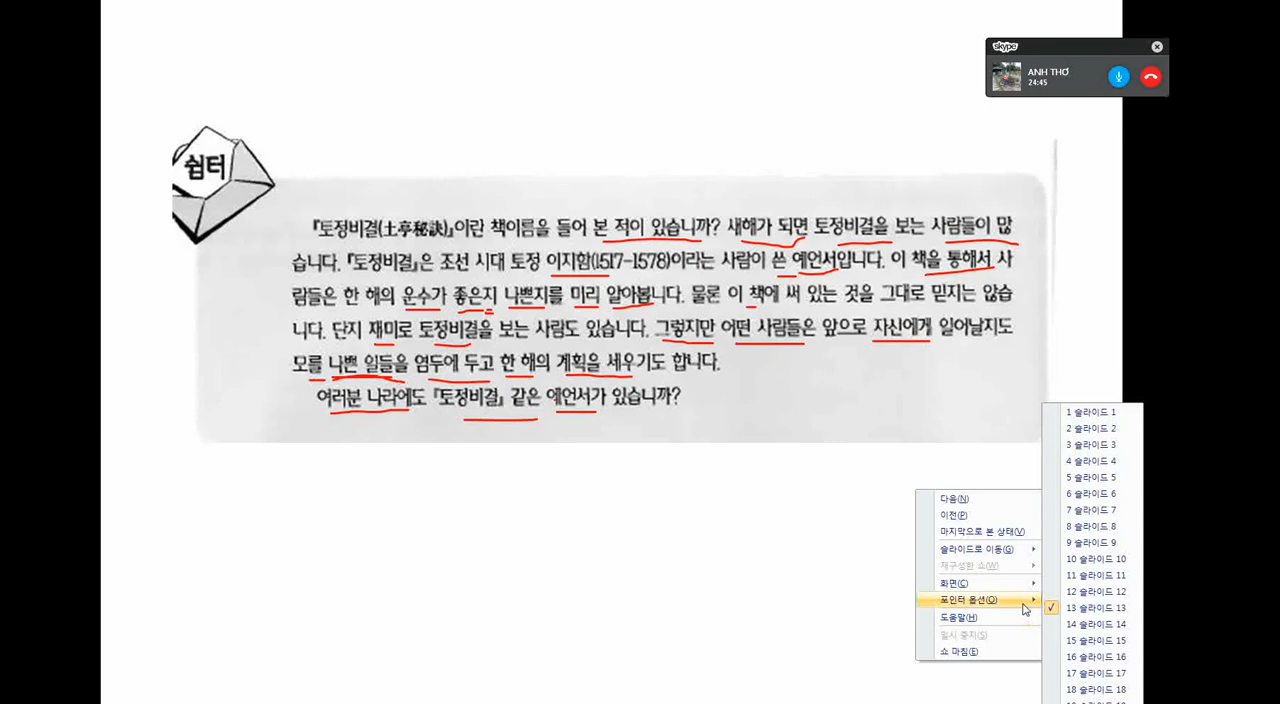 skype
ANH THƠ
24:45
쉼터
『토정비결(土亭秘訣)』이란 책이름을 들어 본 적이 있습니까? 새해가 되면 토정비결을 보는 사람들이 많
습니다. 『토정비결』은 조선 시대 토정 이지함(1517-1578)이라는 사람이 쓴 예언서입니다. 이 책을 통해서 사
람들은 한 해의 운수가 좋은지 나쁜지를 미리 알아봅니다. 물론 이 책에 써 있는 것을 그대로 믿지는 않습
니다. 단지 재미로 토정비결을 보는 사람도 있습니다. 그렇지만 어떤 사람들은 앞으로 자신에게 일어날지도
모를 나쁜 일들을 염두에 두고 한 해의 계획을 세우기도 합니다.
여러분 나라에도 『토정비결』 같은 예언서가 있습니까?
다음(N)
이전(P)
마지막으로 본 상태(V)
슬라이드로 이동(G)
재구성한 쇼(W)
화면(C)
포인터 옵션(O)
도움말(H)
일시 중지(S)
쇼 마침(E)
1 슬라이드 1
2 슬라이드 2
3 슬라이드 3
4 슬라이드 4
5 슬라이드 5
6 슬라이드 6
7 슬라이드 7
8 슬라이드 8
9 슬라이드 9
10 슬라이드 10
11 슬라이드 11
12 슬라이드 12
13 슬라이드 13
14 슬라이드 14
15 슬라이드 15
16 슬라이드 16
17 슬라이드 17
18 슬라이드 18